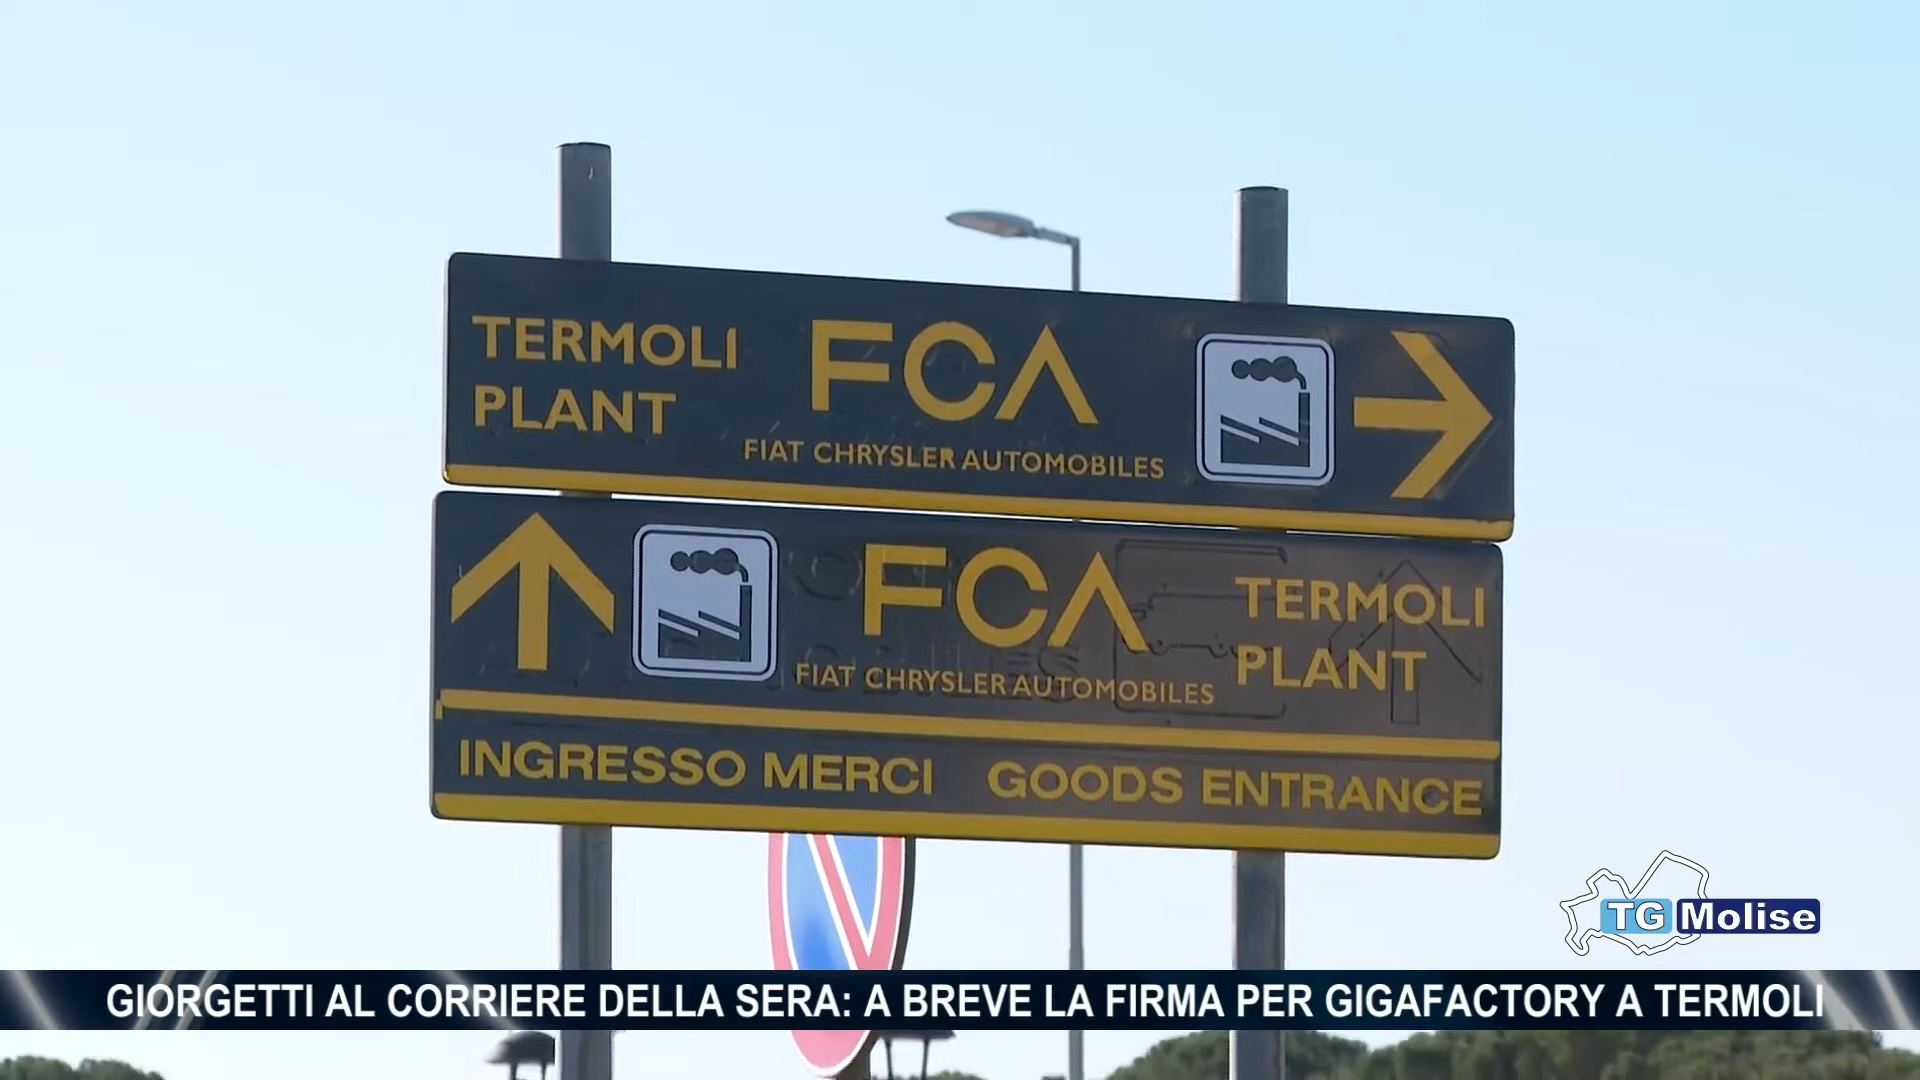 TERMOLI
PLANT
FCA
FIAT CHRYSLER AUTOMOBILES
FCA
FIAT CHRYSLER AUTOMOBILES
TERMOLI
PLANT
INGRESSO MERCI GOODS ENTRANCE
TG Molise
GIORGETTI AL CORRIERE DELLA SERA: A BREVE LA FIRMA PER GIGAFACTORY A TERMOLI